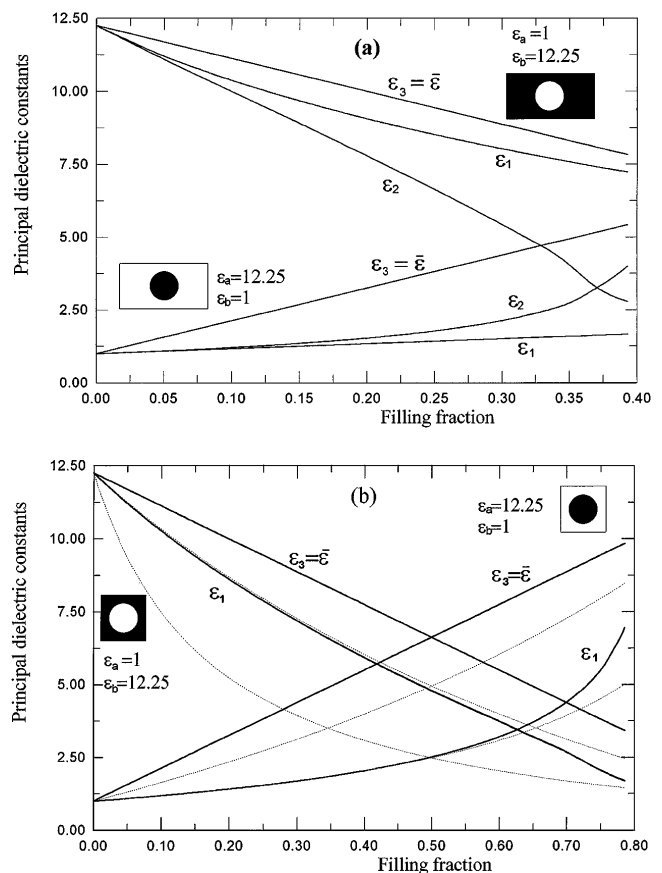 12.50
(a)
εa=1
εb=12.25
10.00
ε3 = ε̄
7.50
ε1
ε2
Principal dielectric constants
5.00
ε3 = ε̄
εa=12.25
εb=1
2.50
ε2
ε1
0.00
0.00 0.05 0.10 0.15 0.20 0.25 0.30 0.35 0.40
Filling fraction
12.50
(b)
εa=12.25
εb=1
10.00
ε3=ε̄
ε3=ε̄
7.50
ε1
εa=1
εb=12.25
ε1
Principal dielectric constants
5.00
2.50
0.00
0.00 0.10 0.20 0.30 0.40 0.50 0.60 0.70 0.80
Filling fraction